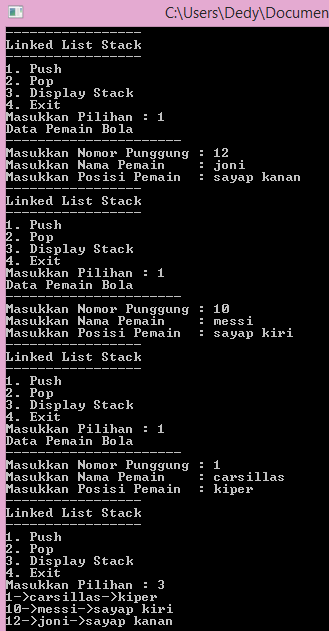 C:\Users\Dedy\Documen
-----------------
Linked List Stack
-----------------
1. Push
2. Pop
3. Display Stack
4. Exit
Masukkan Pilihan : 1
Data Pemain Bola
----------------------
Masukkan Nomor Punggung : 12
Masukkan Nama Pemain    : joni
Masukkan Posisi Pemain  : sayap kanan
-----------------
Linked List Stack
-----------------
1. Push
2. Pop
3. Display Stack
4. Exit
Masukkan Pilihan : 1
Data Pemain Bola
----------------------
Masukkan Nomor Punggung : 10
Masukkan Nama Pemain    : messi
Masukkan Posisi Pemain  : sayap kiri
-----------------
Linked List Stack
-----------------
1. Push
2. Pop
3. Display Stack
4. Exit
Masukkan Pilihan : 1
Data Pemain Bola
----------------------
Masukkan Nomor Punggung : 1
Masukkan Nama Pemain    : carsillas
Masukkan Posisi Pemain  : kiper
-----------------
Linked List Stack
-----------------
1. Push
2. Pop
3. Display Stack
4. Exit
Masukkan Pilihan : 3
1->carsillas->kiper
10->messi->sayap kiri
12->joni->sayap kanan